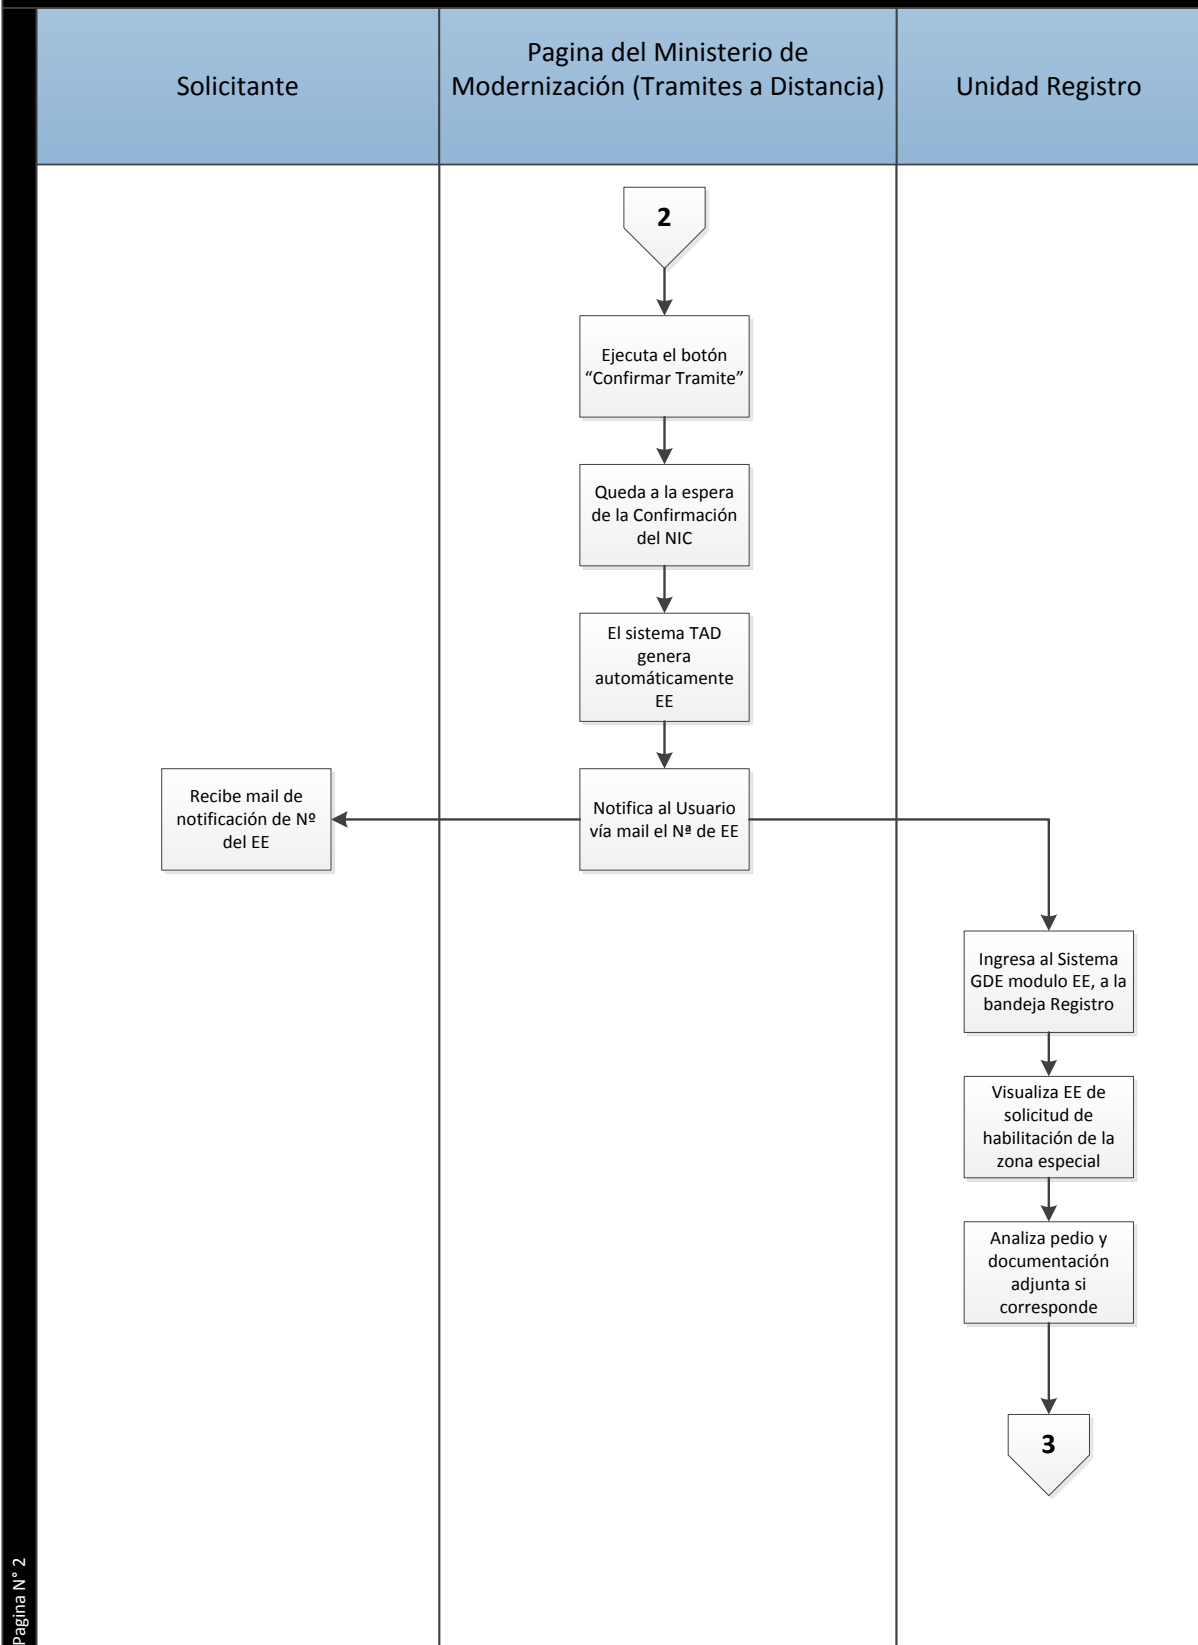 Solicitante
Pagina del Ministerio de
Modernización (Tramites a Distancia)
Unidad Registro
2
Ejecuta el botón
“Confirmar Tramite”
Queda a la espera
de la Confirmación
del NIC
El sistema TAD
genera
automáticamente
EE
Recibe mail de
notificación de Nº
del EE
Notifica al Usuario
vía mail el Nª de EE
Ingresa al Sistema
GDE modulo EE, a la
bandeja Registro
Visualiza EE de
solicitud de
habilitación de la
zona especial
Analiza pedio y
documentación
adjunta si
corresponde
3
Pagina N° 2